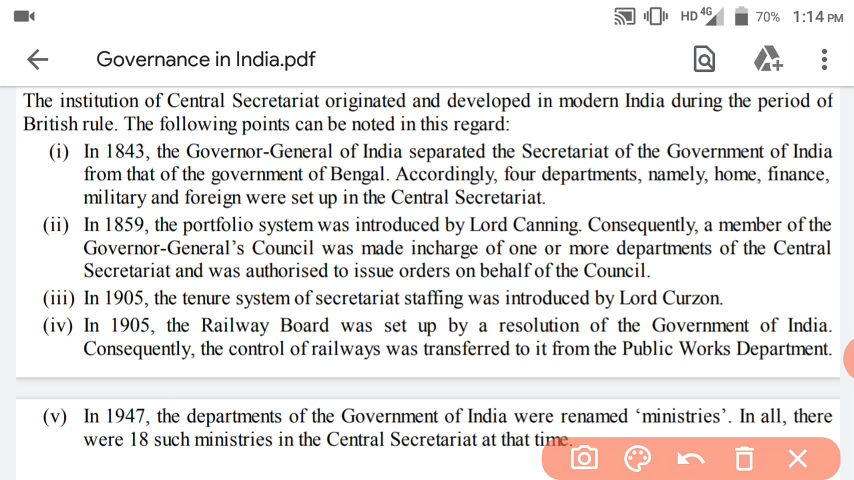 HD 4G 70% 1:14 PM
Governance in India.pdf
The institution of Central Secretariat originated and developed in modern India during the period of
British rule. The following points can be noted in this regard:
(i) In 1843, the Governor-General of India separated the Secretariat of the Government of India
from that of the government of Bengal. Accordingly, four departments, namely, home, finance,
military and foreign were set up in the Central Secretariat.
(ii) In 1859, the portfolio system was introduced by Lord Canning. Consequently, a member of the
Governor-General’s Council was made incharge of one or more departments of the Central
Secretariat and was authorised to issue orders on behalf of the Council.
(iii) In 1905, the tenure system of secretariat staffing was introduced by Lord Curzon.
(iv) In 1905, the Railway Board was set up by a resolution of the Government of India.
Consequently, the control of railways was transferred to it from the Public Works Department.
(v) In 1947, the departments of the Government of India were renamed ‘ministries’. In all, there
were 18 such ministries in the Central Secretariat at that time.